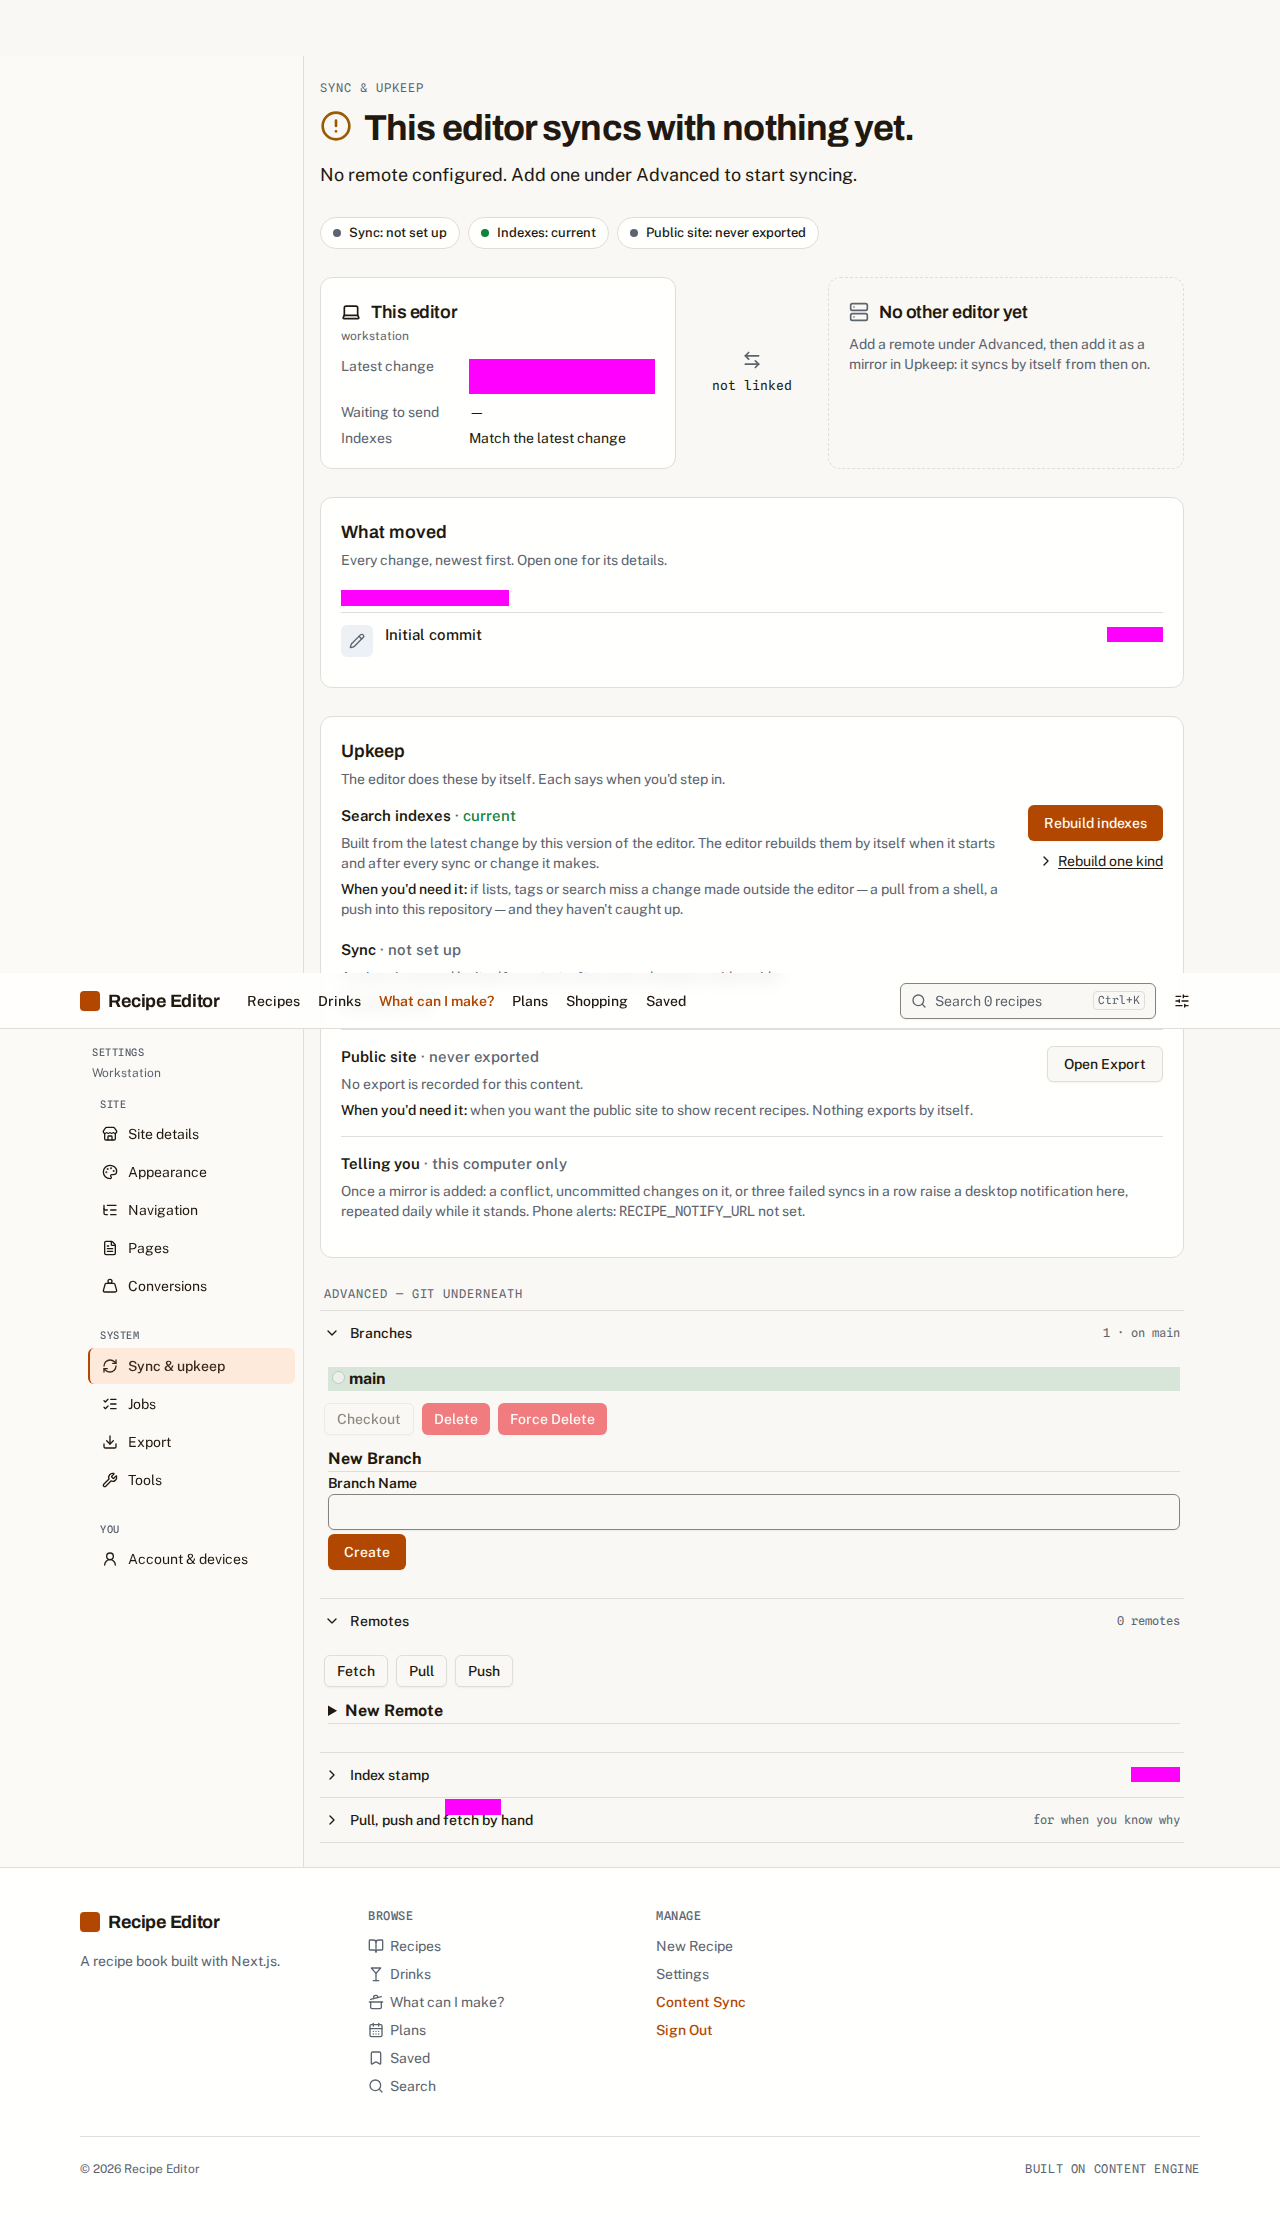 SYNC & UPKEEP
This editor syncs with nothing yet.
No remote configured. Add one under Advanced to start syncing.
Sync: not set up
Indexes: current
Public site: never exported
This editor
workstation
Latest change
Waiting to send —
Indexes Match the latest change
not linked
No other editor yet
Add a remote under Advanced, then add it as a
mirror in Upkeep: it syncs by itself from then on.
What moved
Every change, newest first. Open one for its details.
Initial commit
Upkeep
The editor does these by itself. Each says when you'd step in.
Search indexes · current
Rebuild indexes
Built from the latest change by this version of the editor. The editor rebuilds them by itself when it starts
and after every sync or change it makes.
Rebuild one kind
When you'd need it: if lists, tags or search miss a change made outside the editor — a pull from a shell, a
push into this repository — and they haven't caught up.
Sync · not set up
Recipe Editor
Recipes
Drinks
What can I make?
Plans
Shopping
Saved
Search 0 recipes
Ctrl+K
SETTINGS
Workstation
SITE
Site details
Appearance
Navigation
Pages
Conversions
SYSTEM
Sync & upkeep
Jobs
Export
Tools
YOU
Account & devices
Public site · never exported
Open Export
No export is recorded for this content.
When you'd need it: when you want the public site to show recent recipes. Nothing exports by itself.
Telling you · this computer only
Once a mirror is added: a conflict, uncommitted changes on it, or three failed syncs in a row raise a desktop notification here,
repeated daily while it stands. Phone alerts: RECIPE_NOTIFY_URL not set.
ADVANCED — GIT UNDERNEATH
Branches
1 · on main
main
Checkout
Delete
Force Delete
New Branch
Branch Name
Create
Remotes
0 remotes
Fetch
Pull
Push
New Remote
Index stamp
Pull, push and fetch by hand
for when you know why
Recipe Editor
A recipe book built with Next.js.
BROWSE
Recipes
Drinks
What can I make?
Plans
Saved
Search
MANAGE
New Recipe
Settings
Content Sync
Sign Out
© 2026 Recipe Editor
BUILT ON CONTENT ENGINE